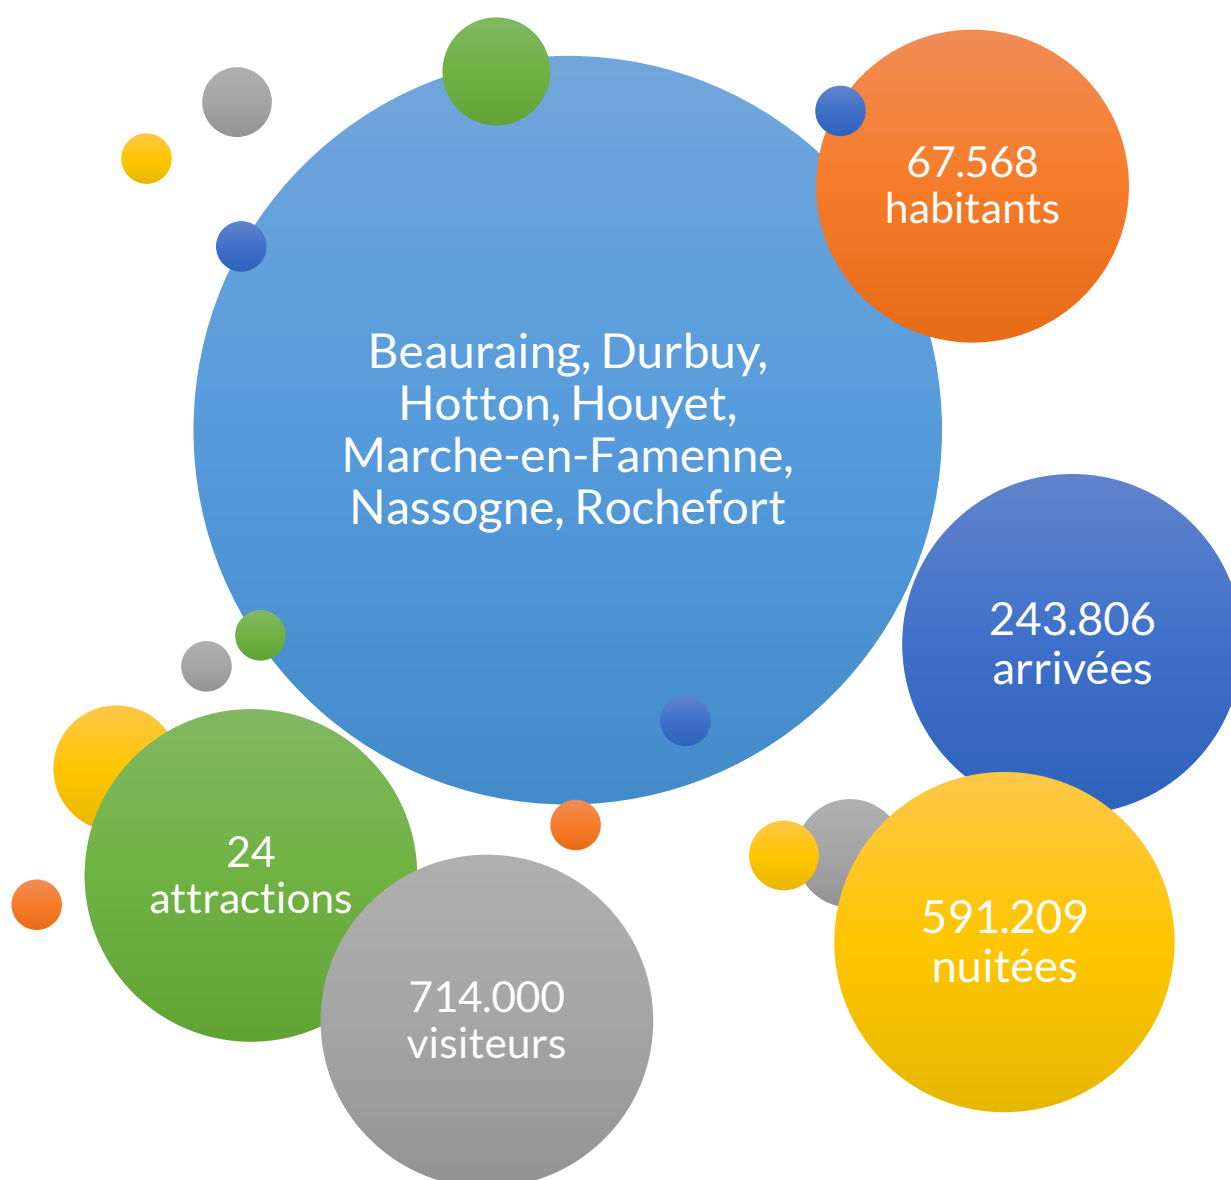 67.568
habitants
Beauraing, Durbuy,
Hotton, Houyet,
Marche-en-Famenne,
Nassogne, Rochefort
243.806
arrivées
24
attractions
591.209
nuitées
714.000
visiteurs